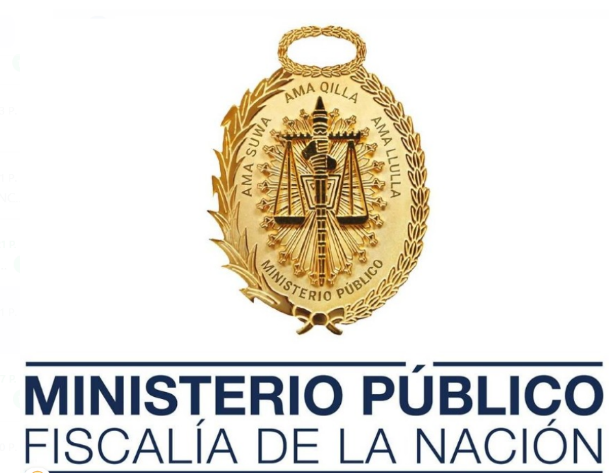 AMA SUWA AMA QILLA AMA LLULLA
MINISTERIO PÚBLICO
MINISTERIO PÚBLICO
FISCALÍA DE LA NACIÓN